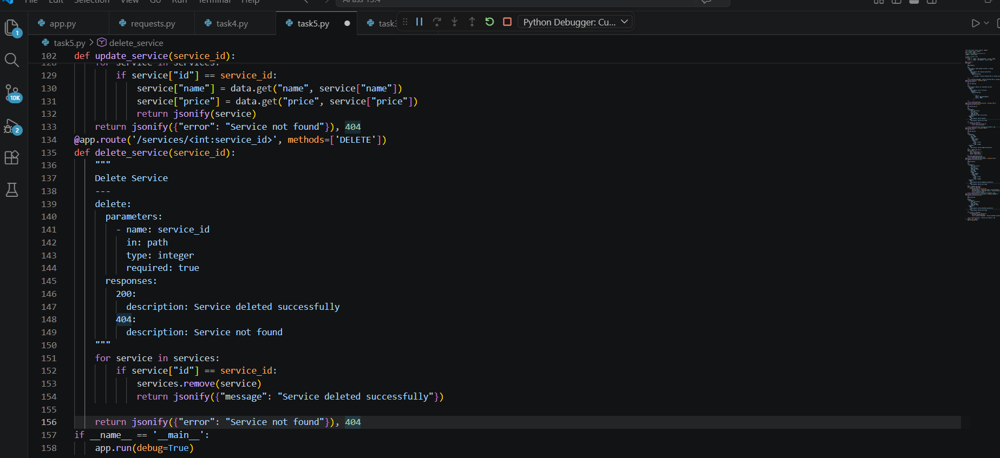 File Edit Selection View Go Run Terminal Help
app.py requests.py task4.py task5.py task3 Python Debugger: Cu...
1
task5.py > delete_service
102 def update_service(service_id):
128 for service in services:
129 if service["id"] == service_id:
130 service["name"] = data.get("name", service["name"])
131 service["price"] = data.get("price", service["price"])
132 return jsonify(service)
10K
133 return jsonify({"error": "Service not found"}), 404
2
134 @app.route('/services/<int:service_id>', methods=['DELETE'])
135 def delete_service(service_id):
136 """
137 Delete Service
138 ---
139 delete:
140 parameters:
141 - name: service_id
142 in: path
143 type: integer
144 required: true
145 responses:
146 200:
147 description: Service deleted successfully
148 404:
149 description: Service not found
150 """
151 for service in services:
152 if service["id"] == service_id:
153 services.remove(service)
154 return jsonify({"message": "Service deleted successfully"})
155
156 return jsonify({"error": "Service not found"}), 404
157 if __name__ == '__main__':
158 app.run(debug=True)